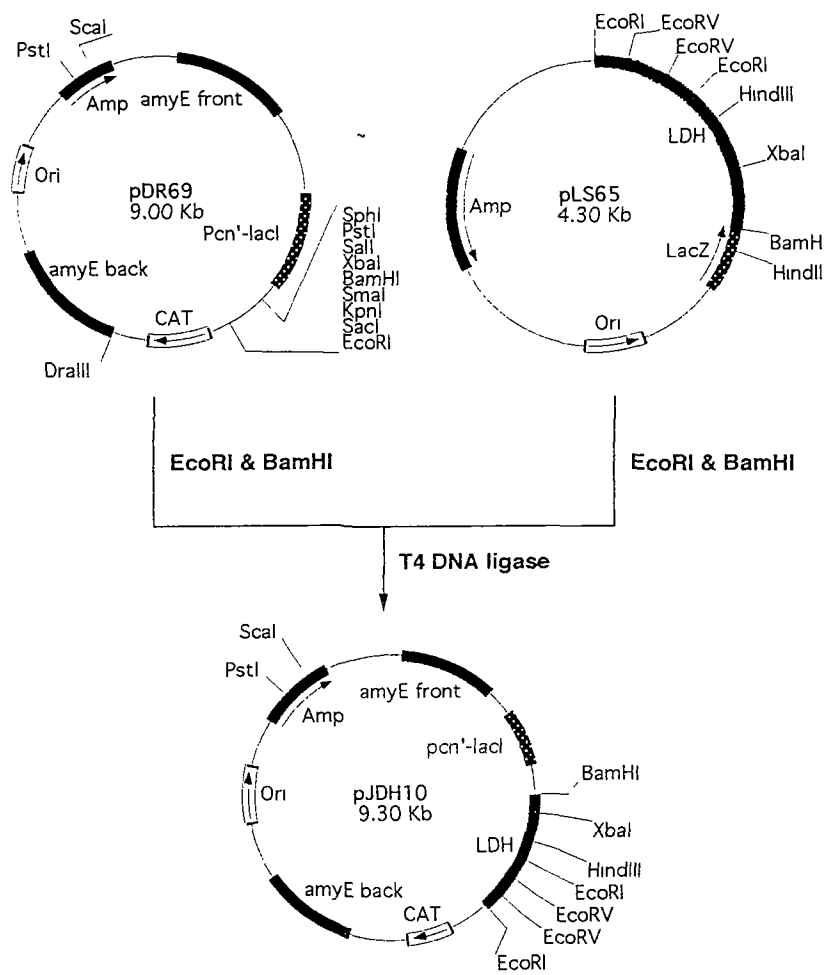 ScaI
PstI
Amp
amyE front
Ori
pDR69
9.00 Kb
Pcn'-lacI
SphI
PstI
SalI
XbaI
BamHI
SmaI
KpnI
SacI
EcoRI
amyE back
CAT
DraIII
EcoRI
EcoRV
EcoRV
EcoRI
HindIII
LDH
XbaI
pLS65
4.30 Kb
Amp
LacZ
BamH
HindII
Ori
EcoRI & BamHI
EcoRI & BamHI
T4 DNA ligase
ScaI
PstI
Amp
amyE front
pcn'-lacI
BamHI
Ori
pJDH10
9.30 Kb
XbaI
LDH
HindIII
EcoRI
EcoRV
EcoRV
EcoRI
amyE back
CAT